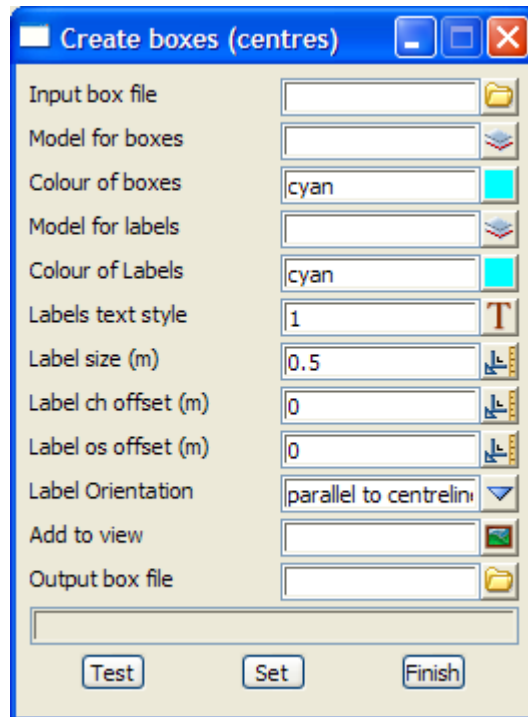 Create boxes (centres)
Input box file
Model for boxes
Colour of boxes cyan
Model for labels
Colour of Labels cyan
Labels text style 1 T
Label size (m) 0.5
Label ch offset (m) 0
Label os offset (m) 0
Label Orientation parallel to centrelin
Add to view
Output box file
Test Set Finish